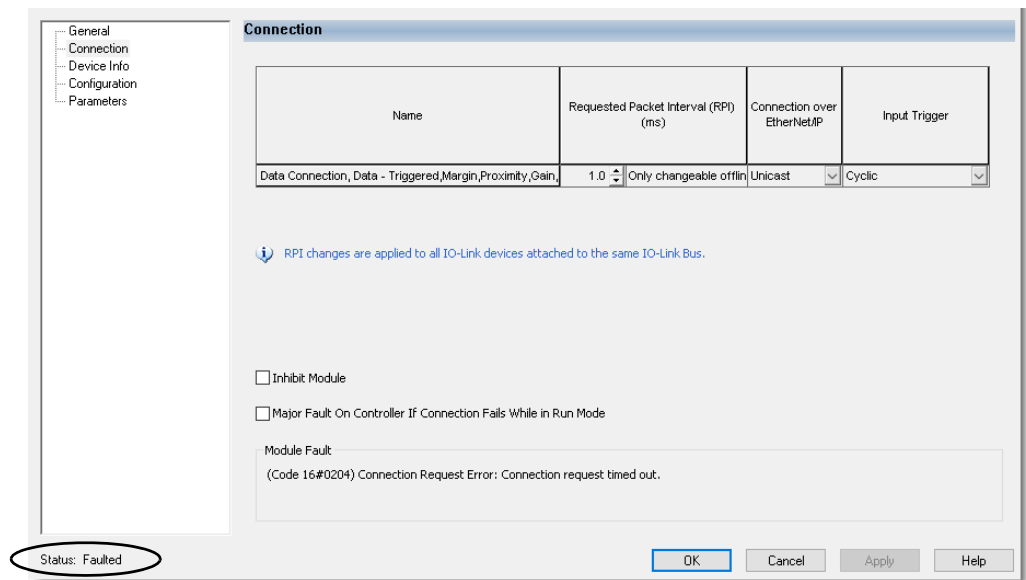 General
Connection
Device Info
Configuration
Parameters
Connection
Name
Requested Packet Interval (RPI)
(ms)
Connection over
EtherNet/IP
Input Trigger
Data Connection, Data - Triggered,Margin,Proximity,Gain,
1.0
Only changeable offlin
Unicast
Cyclic
RPI changes are applied to all IO-Link devices attached to the same IO-Link Bus.
Inhibit Module
Major Fault On Controller If Connection Fails While in Run Mode
Module Fault
(Code 16#0204) Connection Request Error: Connection request timed out.
Status: Faulted
OK
Cancel
Apply
Help